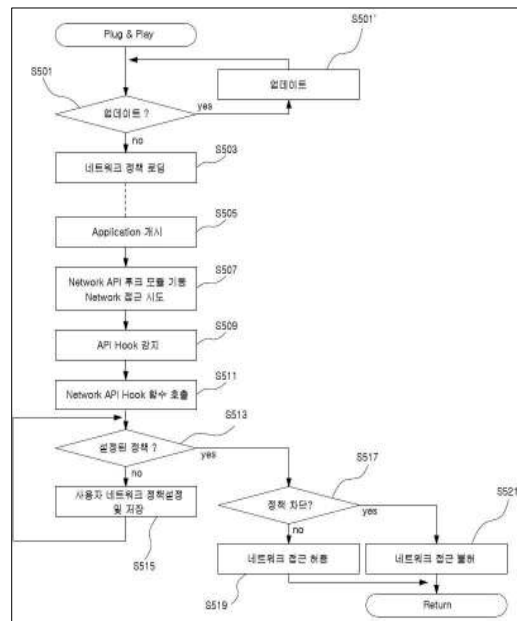 Plug & Play
S501'
S501
업데이트
업데이트 ?
yes
no
S503
네트워크 정책 로딩
S505
Application 개시
S507
Network API 후크 모듈 기동
Network 접근 시도
S509
API Hook 감지
S511
Network API Hook 함수 호출
S513
설정된 정책 ?
yes
S517
no
정책 차단?
사용자 네트워크 정책설정
및 저장
yes
S521
no
S515
네트워크 접근 허용
네트워크 접근 불허
S519
Return